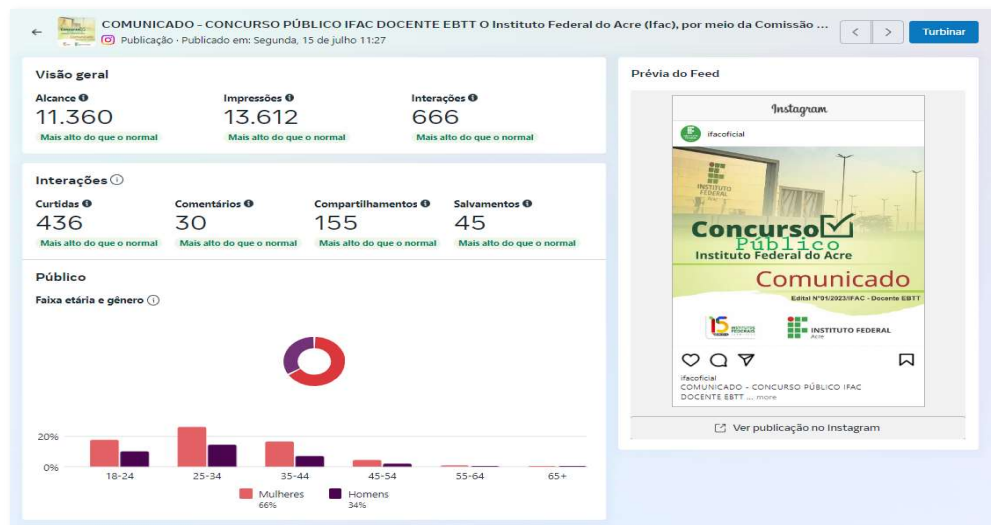 COMUNICADO - CONCURSO PÚBLICO IFAC DOCENTE EBTT O Instituto Federal do Acre (Ifac), por meio da Comissão ...
Publicação · Publicado em: Segunda, 15 de julho 11:27
Turbinar
Visão geral
Alcance
11.360
Mais alto do que o normal
Impressões
13.612
Mais alto do que o normal
Interações
666
Mais alto do que o normal
Interações
Curtidas
436
Mais alto do que o normal
Comentários
30
Mais alto do que o normal
Compartilhamentos
155
Mais alto do que o normal
Salvamentos
45
Mais alto do que o normal
Público
Faixa etária e gênero
20%
0%
18-24 25-34 35-44 45-54 55-64 65+
Mulheres
66%
Homens
34%
Prévia do Feed
Instagram
ifacoficial
INSTITUTO
FEDERAL
Acre
Concurso
Público
Instituto Federal do Acre
Comunicado
Edital Nº01/2023/IFAC - Docente EBTT
15 INSTITUTOS
FEDERAIS
INSTITUTO FEDERAL
Acre
ifacoficial
COMUNICADO - CONCURSO PÚBLICO IFAC
DOCENTE EBTT ... more
Ver publicação no Instagram